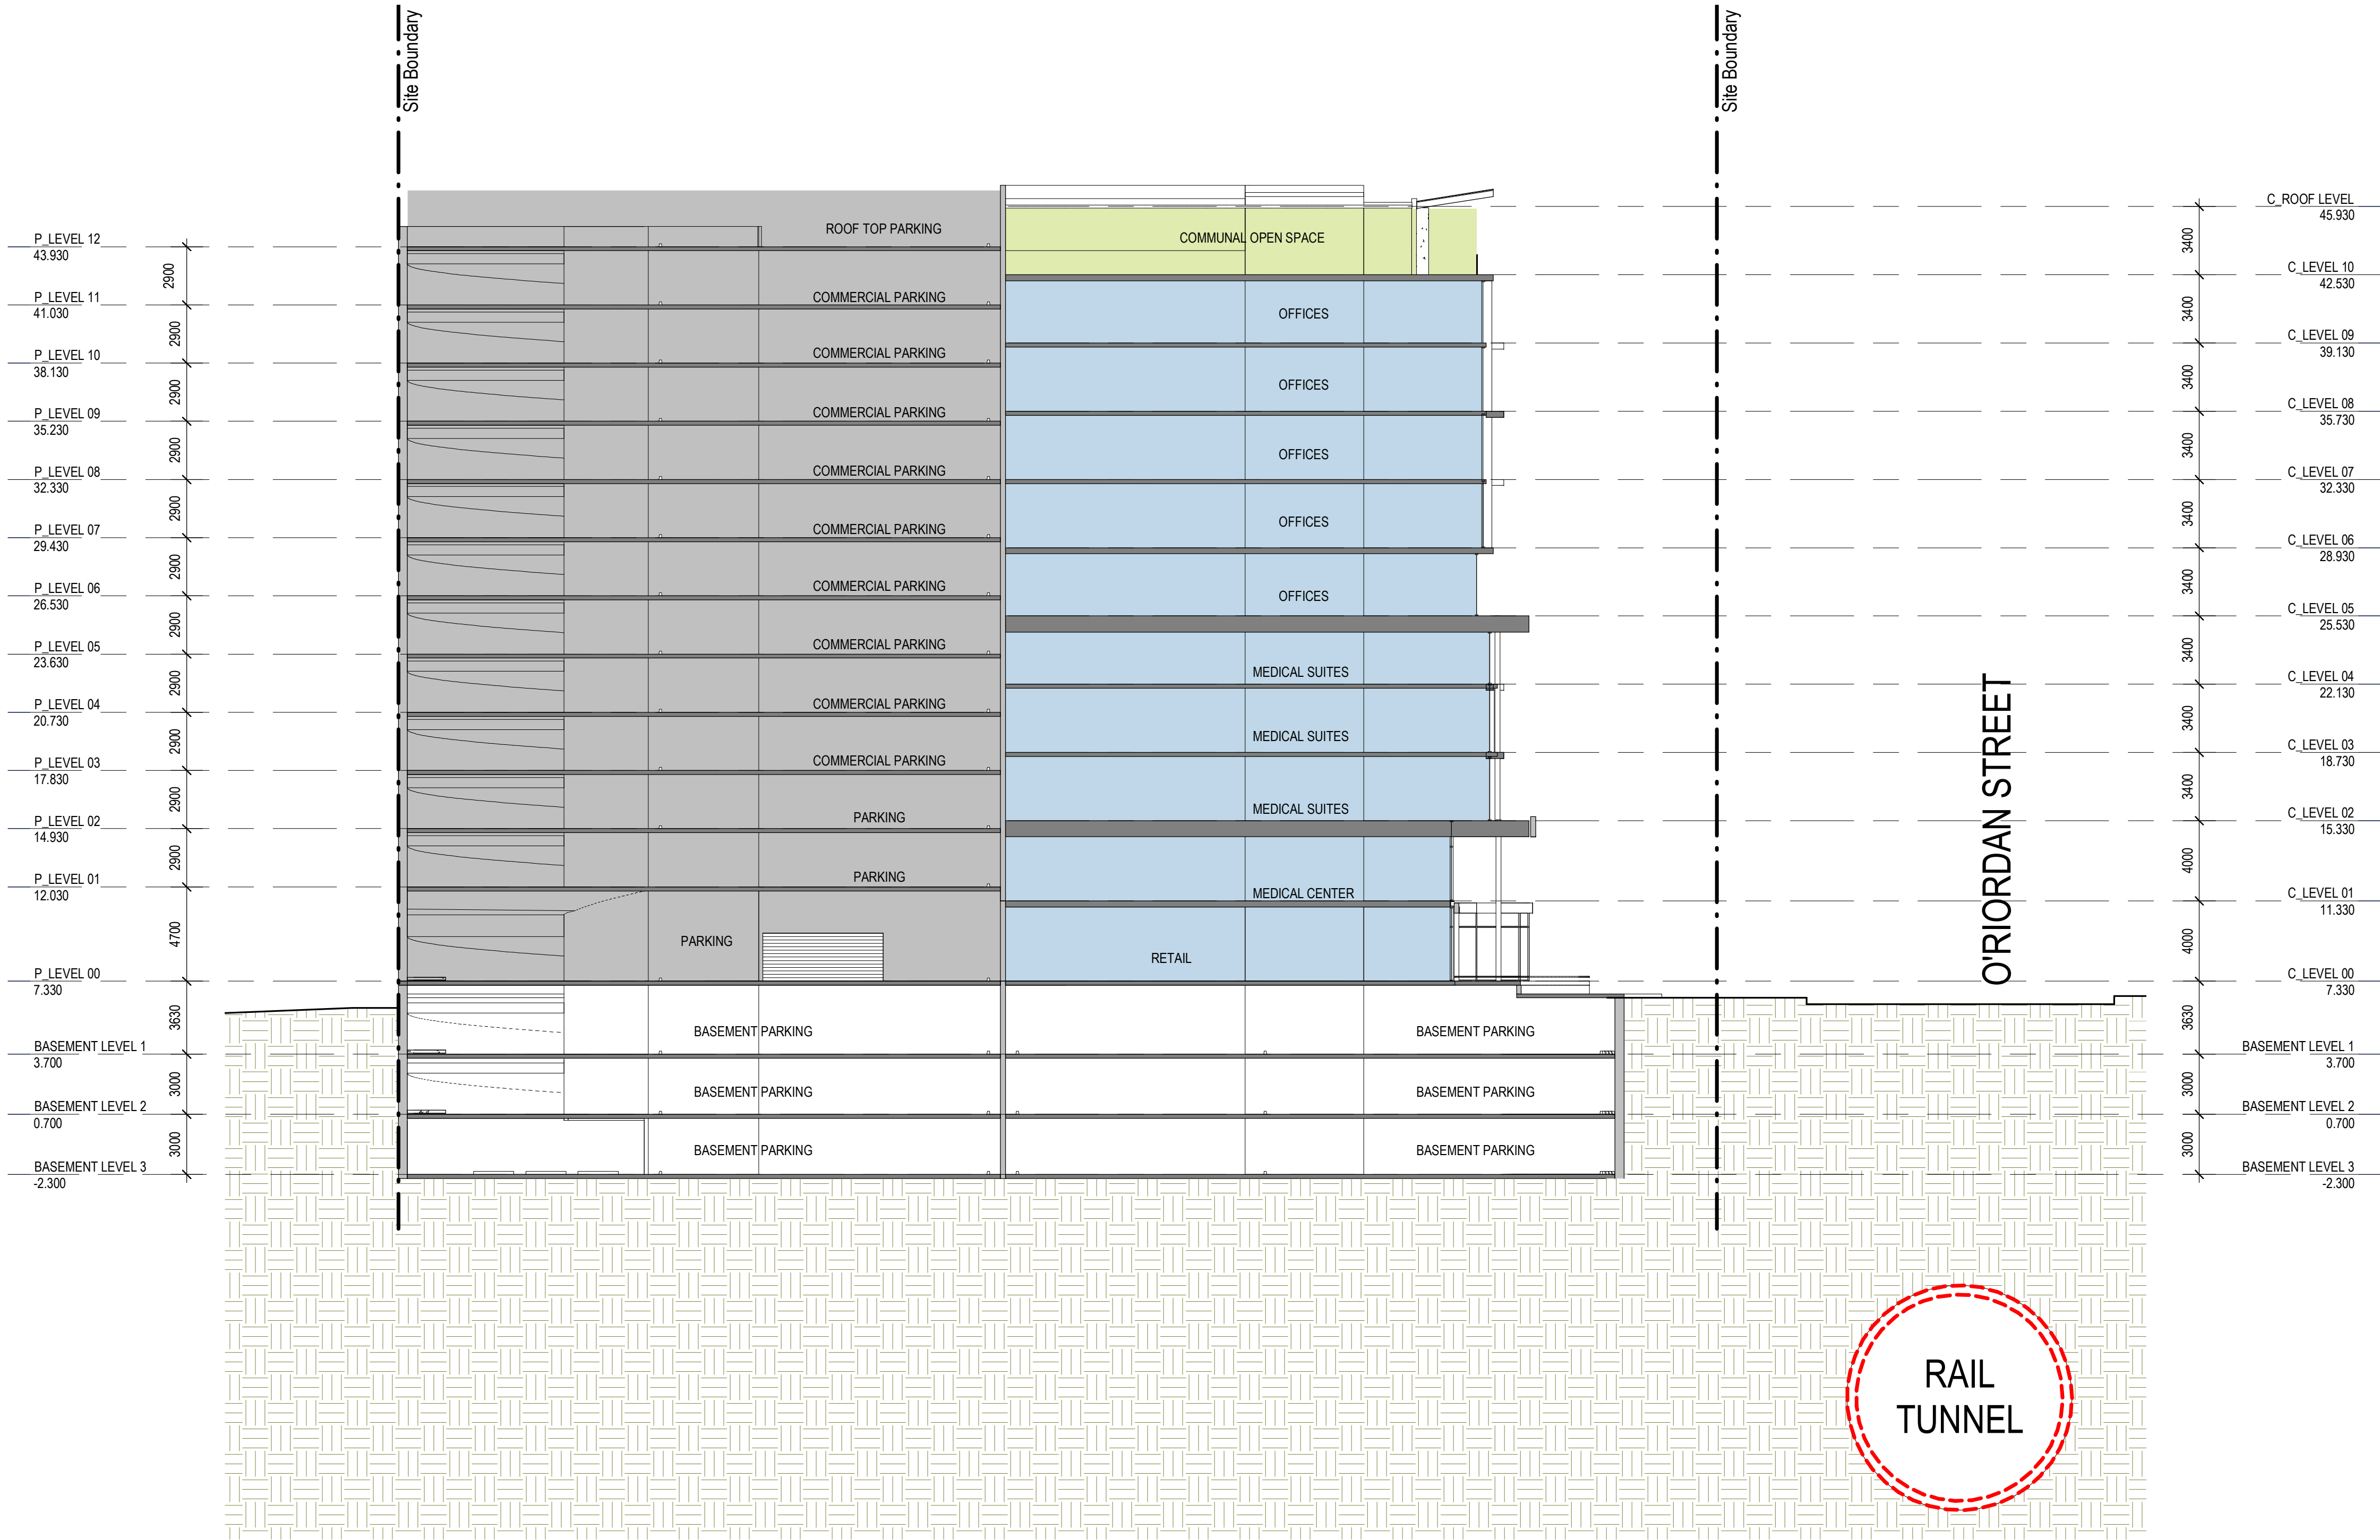 Site Boundary
Site Boundary
P_LEVEL 12
43.930
2900
P_LEVEL 11
41.030
2900
P_LEVEL 10
38.130
2900
P_LEVEL 09
35.230
2900
P_LEVEL 08
32.330
2900
P_LEVEL 07
29.430
2900
P_LEVEL 06
26.530
2900
P_LEVEL 05
23.630
2900
P_LEVEL 04
20.730
2900
P_LEVEL 03
17.830
2900
P_LEVEL 02
14.930
2900
P_LEVEL 01
12.030
4700
P_LEVEL 00
7.330
3630
BASEMENT LEVEL 1
3.700
3000
BASEMENT LEVEL 2
0.700
3000
BASEMENT LEVEL 3
-2.300
ROOF TOP PARKING
COMMERCIAL PARKING
COMMERCIAL PARKING
COMMERCIAL PARKING
COMMERCIAL PARKING
COMMERCIAL PARKING
COMMERCIAL PARKING
COMMERCIAL PARKING
COMMERCIAL PARKING
COMMERCIAL PARKING
PARKING
PARKING
PARKING
BASEMENT PARKING
BASEMENT PARKING
BASEMENT PARKING
COMMUNAL OPEN SPACE
OFFICES
OFFICES
OFFICES
OFFICES
OFFICES
MEDICAL SUITES
MEDICAL SUITES
MEDICAL SUITES
MEDICAL CENTER
RETAIL
BASEMENT PARKING
BASEMENT PARKING
BASEMENT PARKING
O'RIORDAN STREET
RAIL
TUNNEL
C_ROOF LEVEL
45.930
3400
C_LEVEL 10
42.530
3400
C_LEVEL 09
39.130
3400
C_LEVEL 08
35.730
3400
C_LEVEL 07
32.330
3400
C_LEVEL 06
28.930
3400
C_LEVEL 05
25.530
3400
C_LEVEL 04
22.130
3400
C_LEVEL 03
18.730
3400
C_LEVEL 02
15.330
4000
C_LEVEL 01
11.330
4000
C_LEVEL 00
7.330
3630
BASEMENT LEVEL 1
3.700
3000
BASEMENT LEVEL 2
0.700
3000
BASEMENT LEVEL 3
-2.300